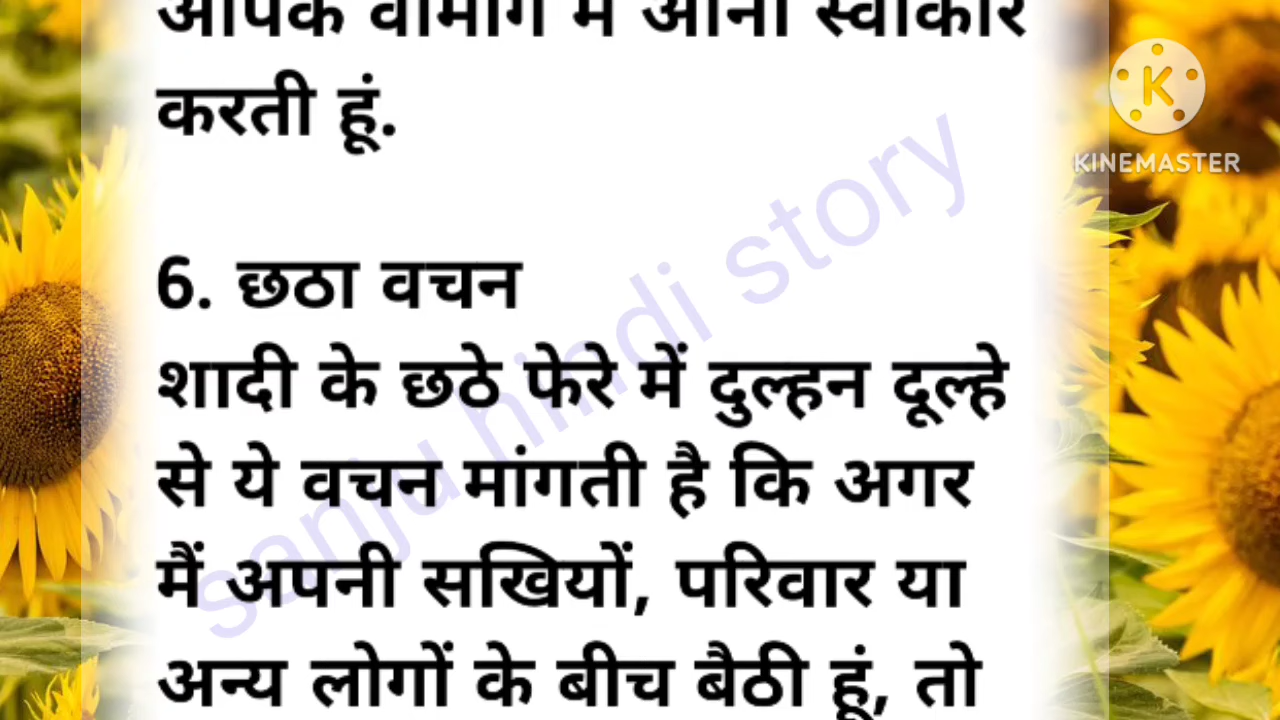 आपके वामांग में आना स्वीकार
करती हूं.
6. छठा वचन
शादी के छठे फेरे में दुल्हन दूल्हे
से ये वचन मांगती है कि अगर
मैं अपनी सखियों, परिवार या
अन्य लोगों के बीच बैठी हूं, तो
sanju hindi story
K
KINEMASTER